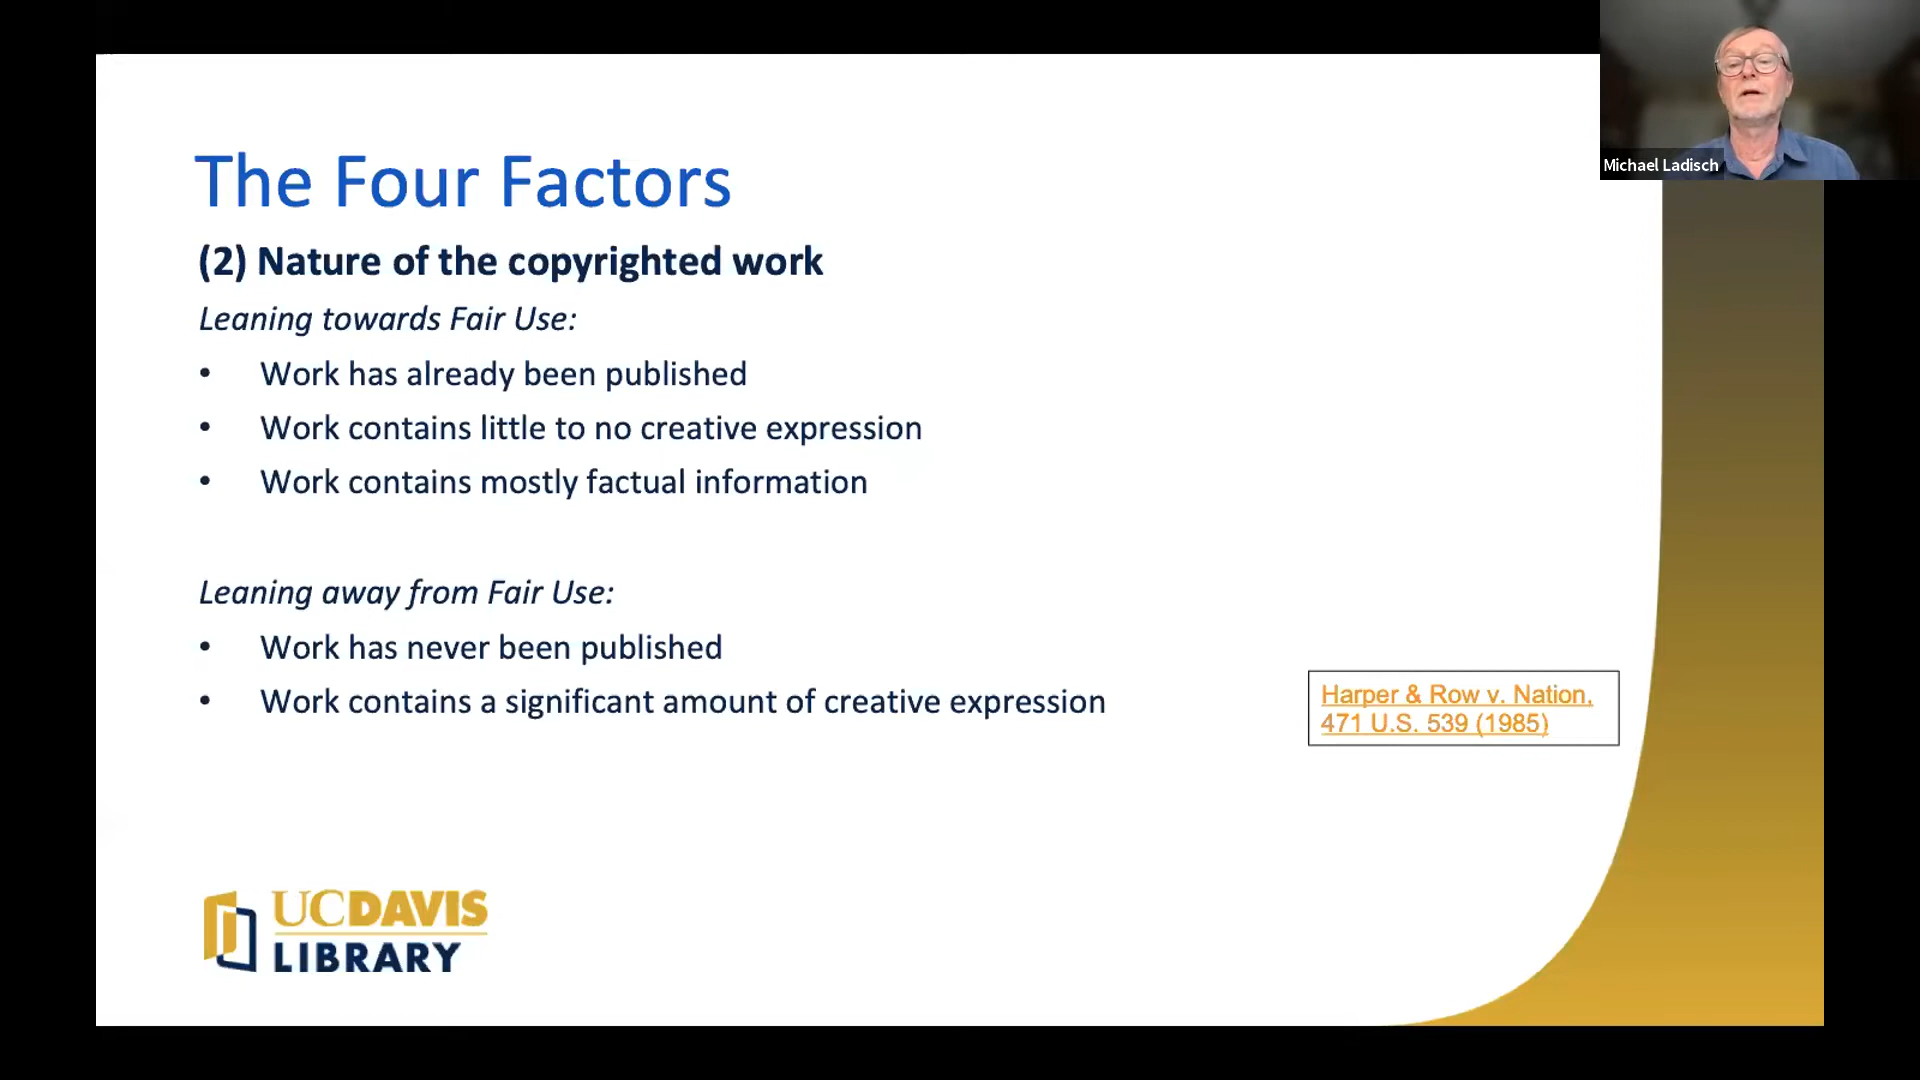 Michael Ladisch
The Four Factors
(2) Nature of the copyrighted work
Leaning towards Fair Use:
• Work has already been published
• Work contains little to no creative expression
• Work contains mostly factual information
Leaning away from Fair Use:
• Work has never been published
• Work contains a significant amount of creative expression
Harper & Row v. Nation,
471 U.S. 539 (1985)
UCDAVIS
LIBRARY